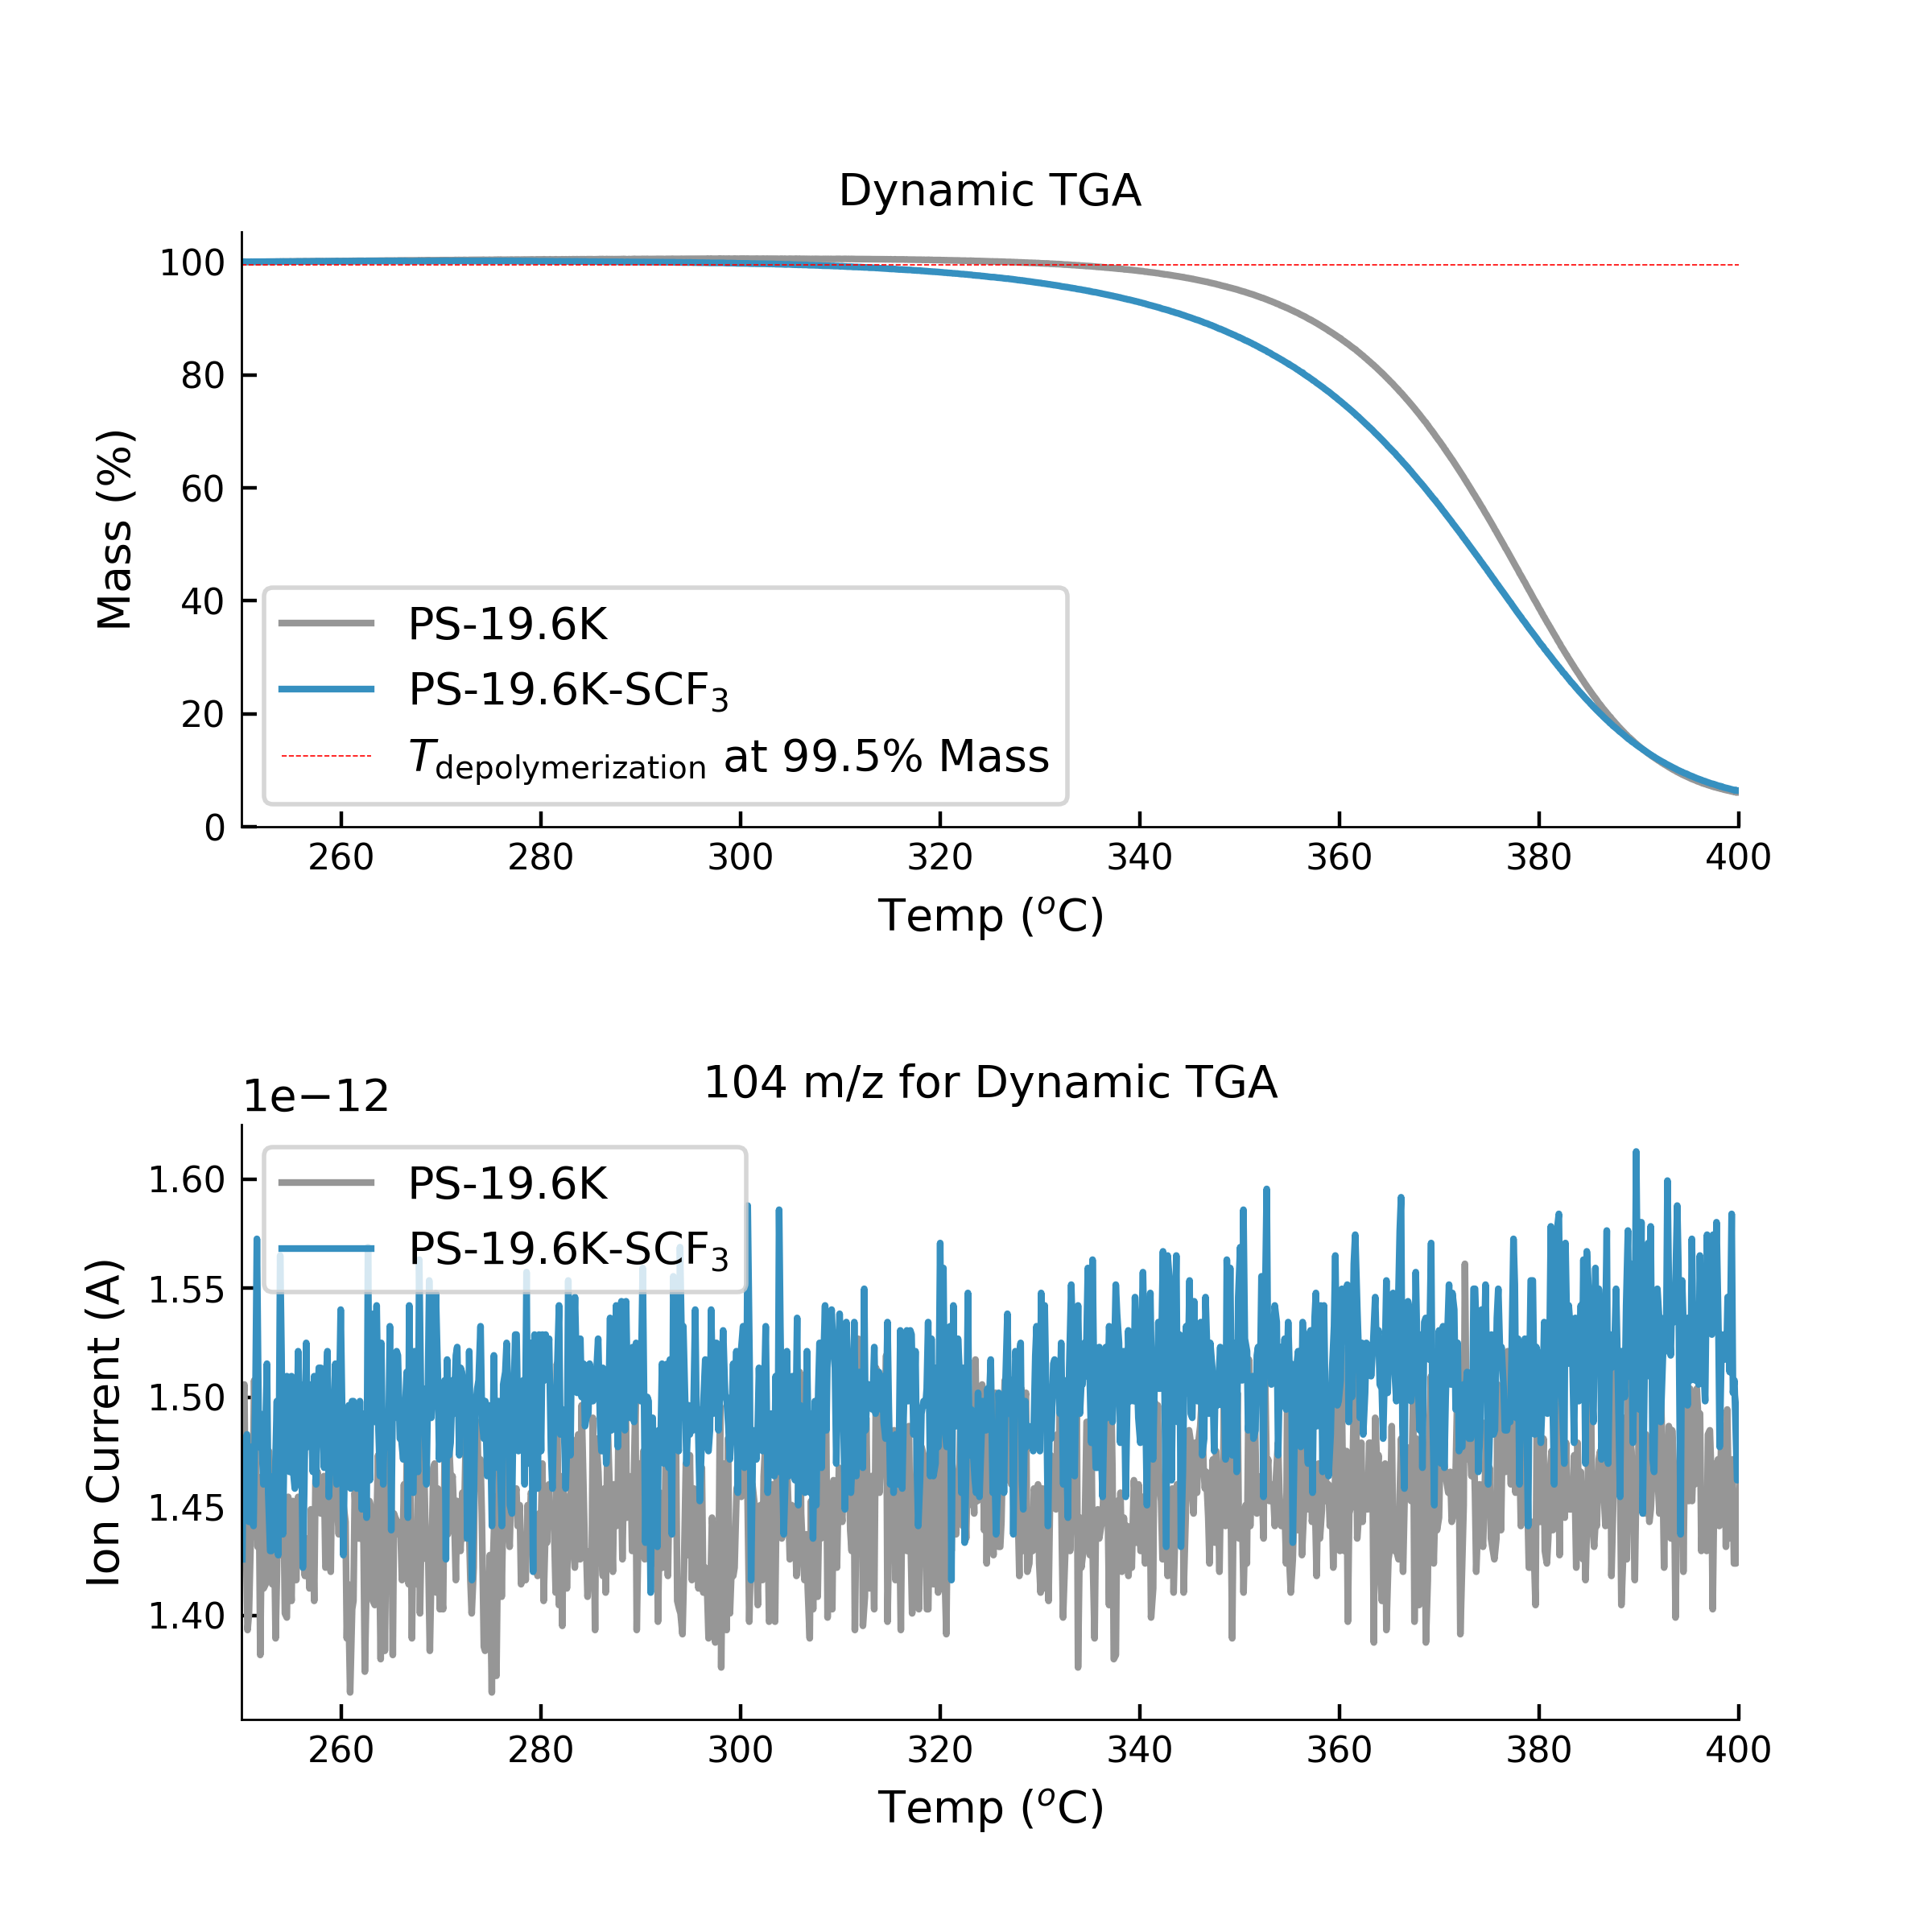 Dynamic TGA
100
80
60
40
20
0
Mass (%)
PS-19.6K
PS-19.6K-SCF₃
T_depolymerization at 99.5% Mass
260 280 300 320 340 360 380 400
Temp (°C)
104 m/z for Dynamic TGA
1e−12
1.60
1.55
1.50
1.45
1.40
Ion Current (A)
PS-19.6K
PS-19.6K-SCF₃
260 280 300 320 340 360 380 400
Temp (°C)